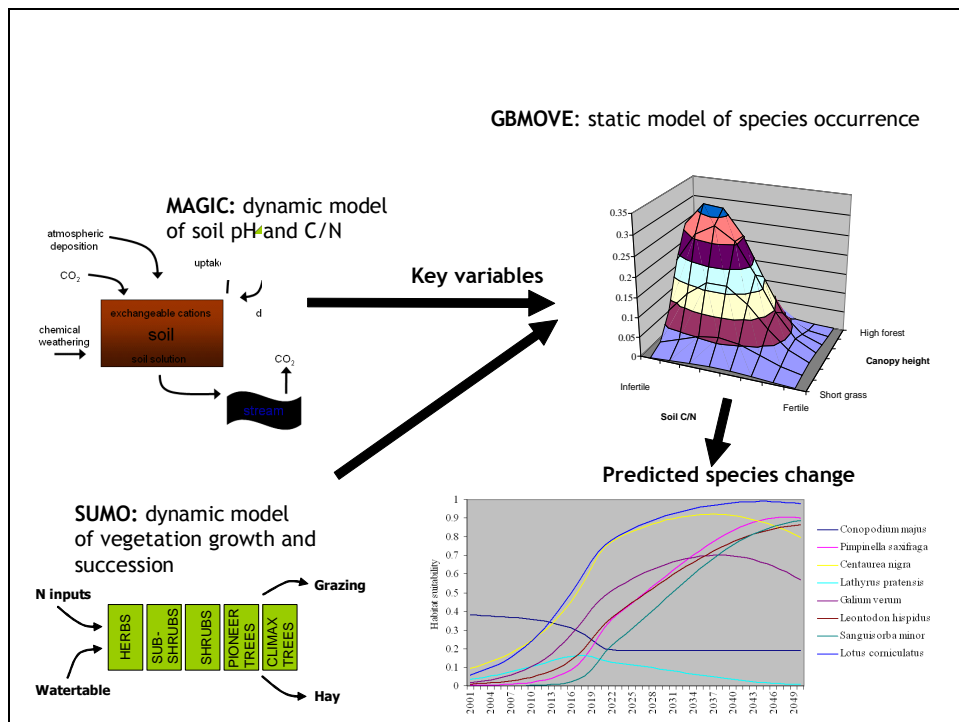 GBMOVE: static model of species occurrence
MAGIC: dynamic model
of soil pH and C/N
atmospheric
deposition
uptake
CO2
exchangeable cations
soil
soil solution
d
chemical
weathering
CO2
stream
Key variables
0.35
0.3
0.25
0.2
0.15
0.1
0.05
0
High forest
Canopy height
Short grass
Infertile
Fertile
Soil C/N
SUMO: dynamic model
of vegetation growth and
succession
N inputs
Grazing
HERBS
SUB-
SHRUBS
SHRUBS
PIONEER
TREES
CLIMAX
TREES
Watertable
Hay
Predicted species change
Habitat suitability
1
0.9
0.8
0.7
0.6
0.5
0.4
0.3
0.2
0.1
0
2001 2004 2007 2010 2013 2016 2019 2022 2025 2028 2031 2034 2037 2040 2043 2046 2049
Conopodium majus
Pimpinella saxifraga
Centaurea nigra
Lathyrus pratensis
Galium verum
Leontodon hispidus
Sanguisorba minor
Lotus corniculatus